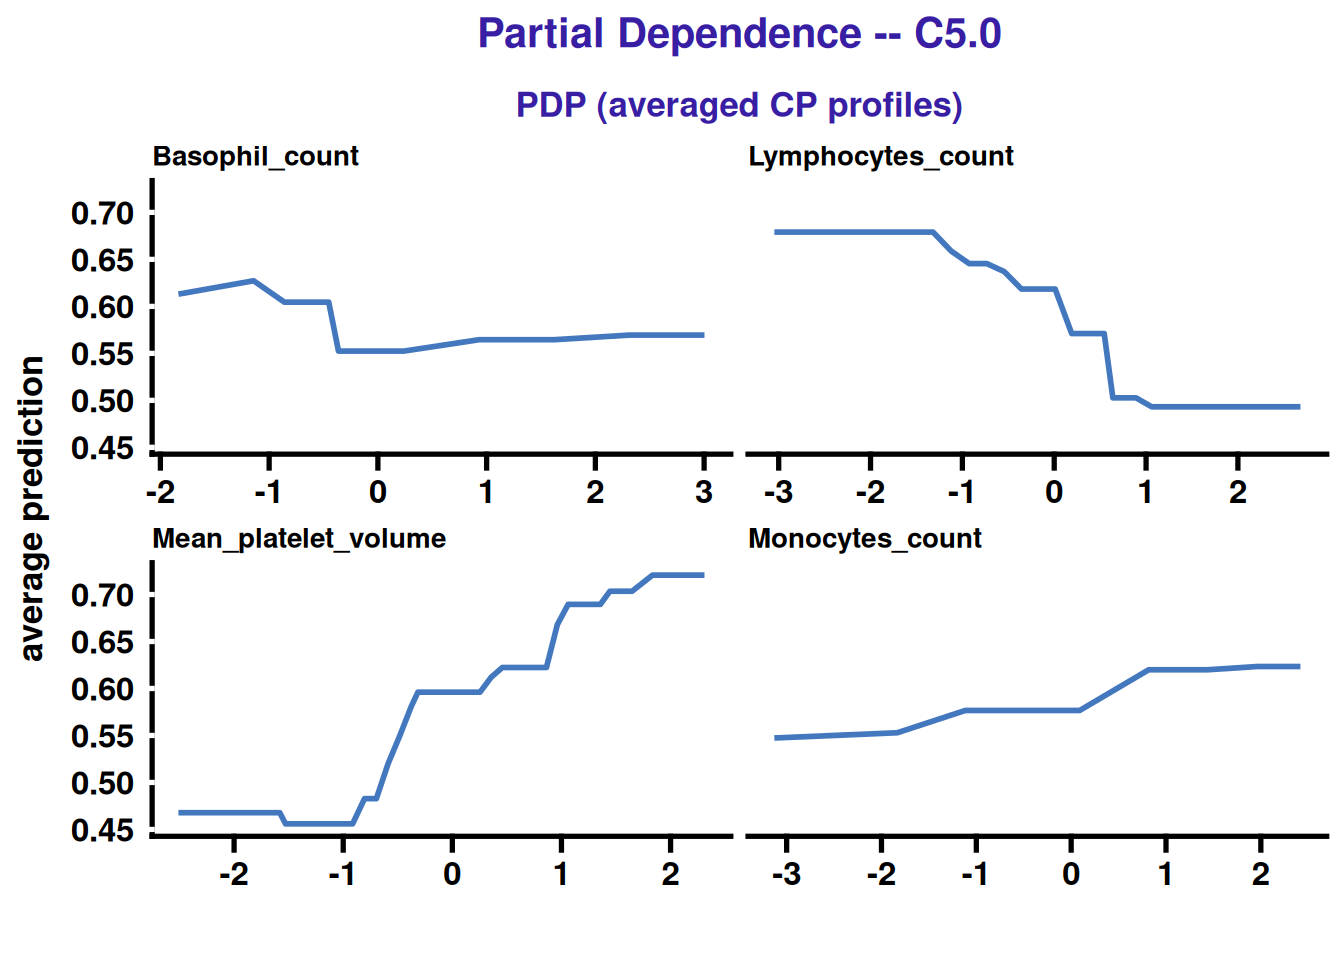 Partial Dependence -- C5.0
PDP (averaged CP profiles)
average prediction
Basophil_count
0.70
0.65
0.60
0.55
0.50
0.45
-2 -1 0 1 2 3
Lymphocytes_count
-3 -2 -1 0 1 2
Mean_platelet_volume
0.70
0.65
0.60
0.55
0.50
0.45
-2 -1 0 1 2
Monocytes_count
-3 -2 -1 0 1 2